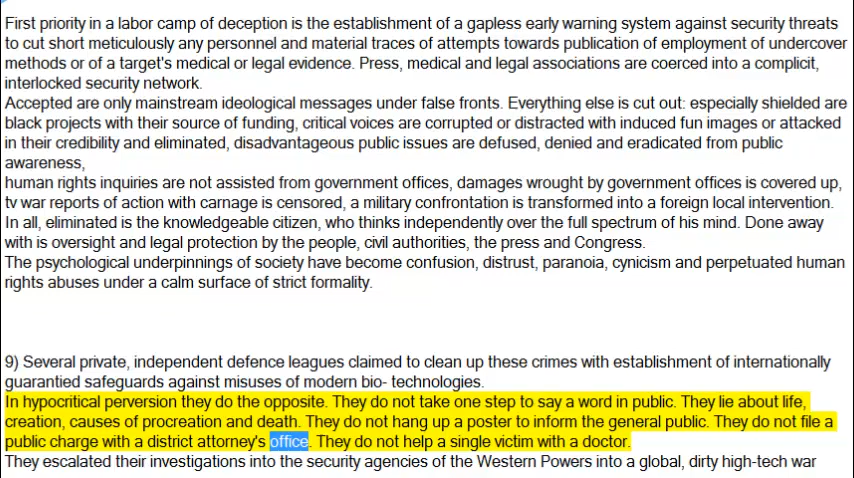 First priority in a labor camp of deception is the establishment of a gapless early warning system against security threats
to cut short meticulously any personnel and material traces of attempts towards publication of employment of undercover
methods or of a target's medical or legal evidence. Press, medical and legal associations are coerced into a complicit,
interlocked security network.
Accepted are only mainstream ideological messages under false fronts. Everything else is cut out: especially shielded are
black projects with their source of funding, critical voices are corrupted or distracted with induced fun images or attacked
in their credibility and eliminated, disadvantageous public issues are defused, denied and eradicated from public
awareness,
human rights inquiries are not assisted from government offices, damages wrought by government offices is covered up,
tv war reports of action with carnage is censored, a military confrontation is transformed into a foreign local intervention.
In all, eliminated is the knowledgeable citizen, who thinks independently over the full spectrum of his mind. Done away
with is oversight and legal protection by the people, civil authorities, the press and Congress.
The psychological underpinnings of society have become confusion, distrust, paranoia, cynicism and perpetuated human
rights abuses under a calm surface of strict formality.
9) Several private, independent defence leagues claimed to clean up these crimes with establishment of internationally
guarantied safeguards against misuses of modern bio- technologies.
In hypocritical perversion they do the opposite. They do not take one step to say a word in public. They lie about life,
creation, causes of procreation and death. They do not hang up a poster to inform the general public. They do not file a
public charge with a district attorney's office. They do not help a single victim with a doctor.
They escalated their investigations into the security agencies of the Western Powers into a global, dirty high-tech war